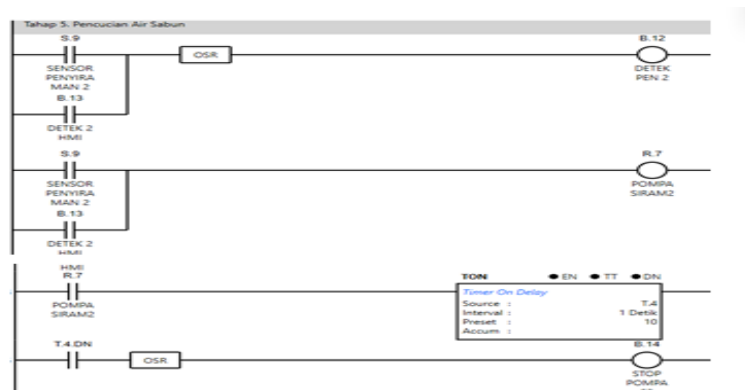 Tahap 5. Pencucian Air Sabun
S.9
B.12
OSR
SENSOR
PENYIRA
MAN 2
DETEK
PEN 2
B.13
DETEK 2
HMI
S.9
R.7
SENSOR
PENYIRA
MAN 2
POMPA
SIRAM2
B.13
DETEK 2
HMI
HMI
R.7
TON EN TT DN
POMPA
SIRAM2
Timer On Delay
Source : T.4
Interval : 1 Detik
Preset : 10
Accum :
T.4.DN
B.14
OSR
STOP
POMPA